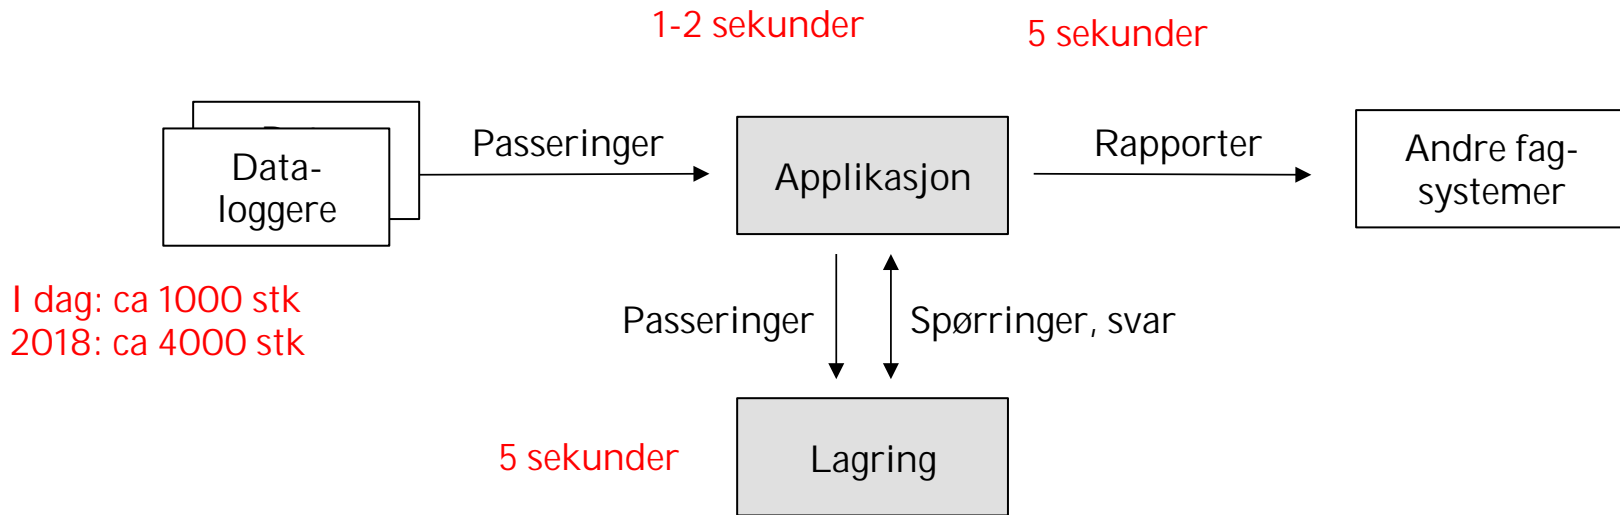 1-2 sekunder
5 sekunder
Data-
loggere
Passeringer
Applikasjon
Rapporter
Andre fag-
systemer
I dag: ca 1000 stk
2018: ca 4000 stk
Passeringer
Spørringer, svar
5 sekunder
Lagring